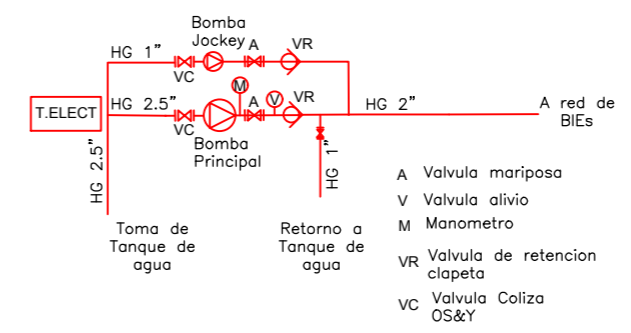 Bomba
Jockey
A
VR
HG 1"
VC
M
V
VR
HG 2.5"
A
HG 2"
T.ELECT
VC
A red de
BIEs
Bomba
Principal
HG 2.5"
HG 1"
Toma de
Tanque de
agua
Retorno a
Tanque de
agua
A Valvula mariposa
V Valvula alivio
M Manometro
VR Valvula de retencion
clapeta
VC Valvula Coliza
OS&Y